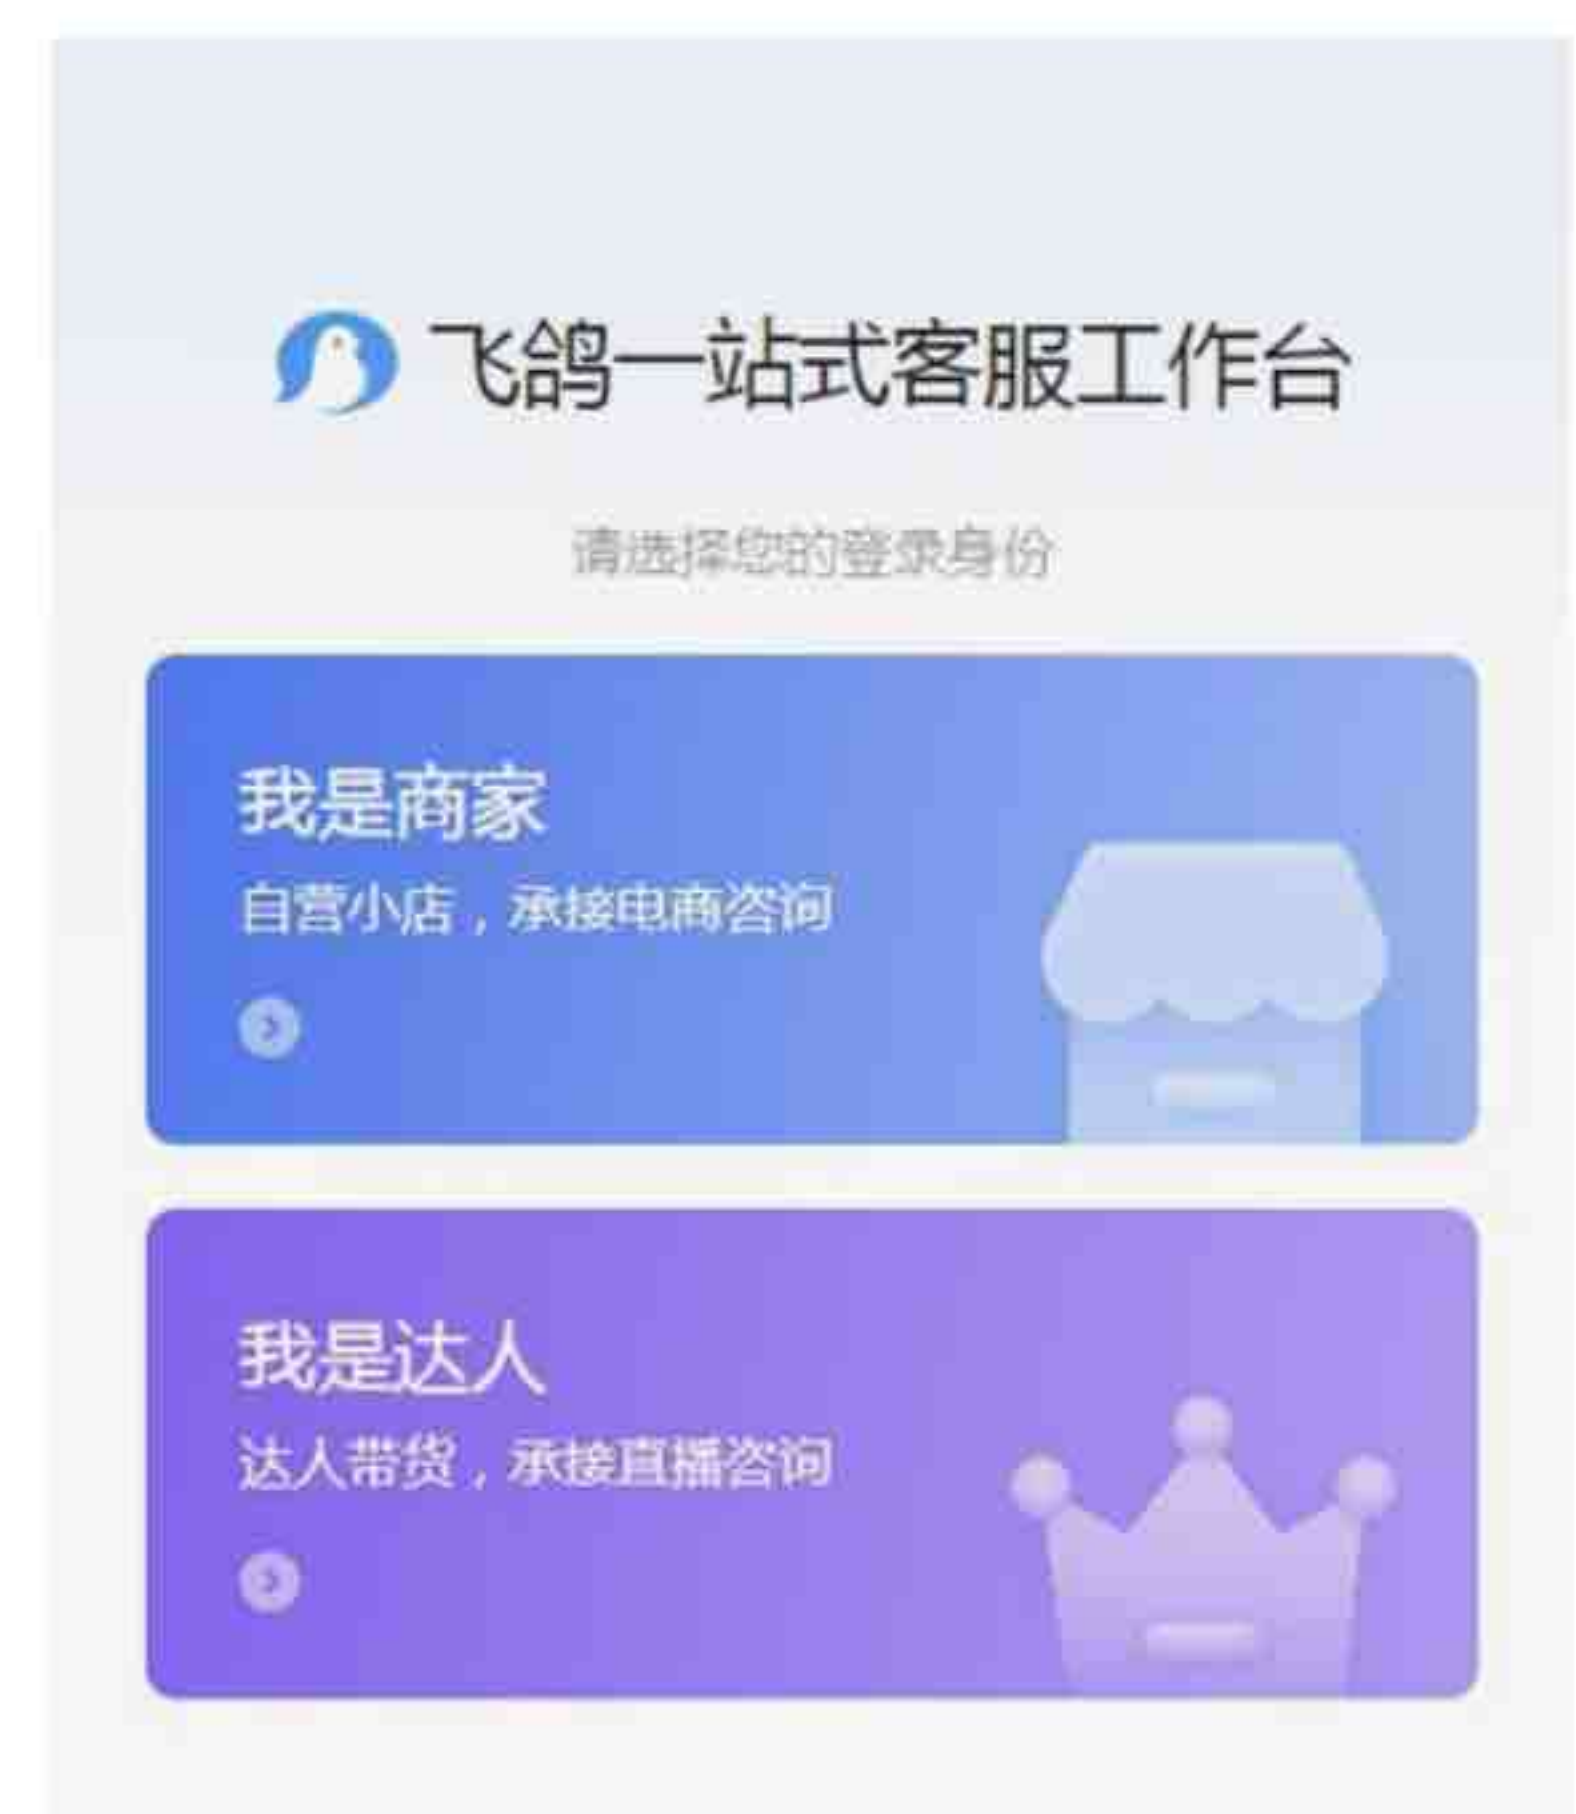 飞鸽一站式客服工作台
请选择您的登录身份
我是商家
自营小店，承接电商咨询
我是达人
达人带货，承接直播咨询